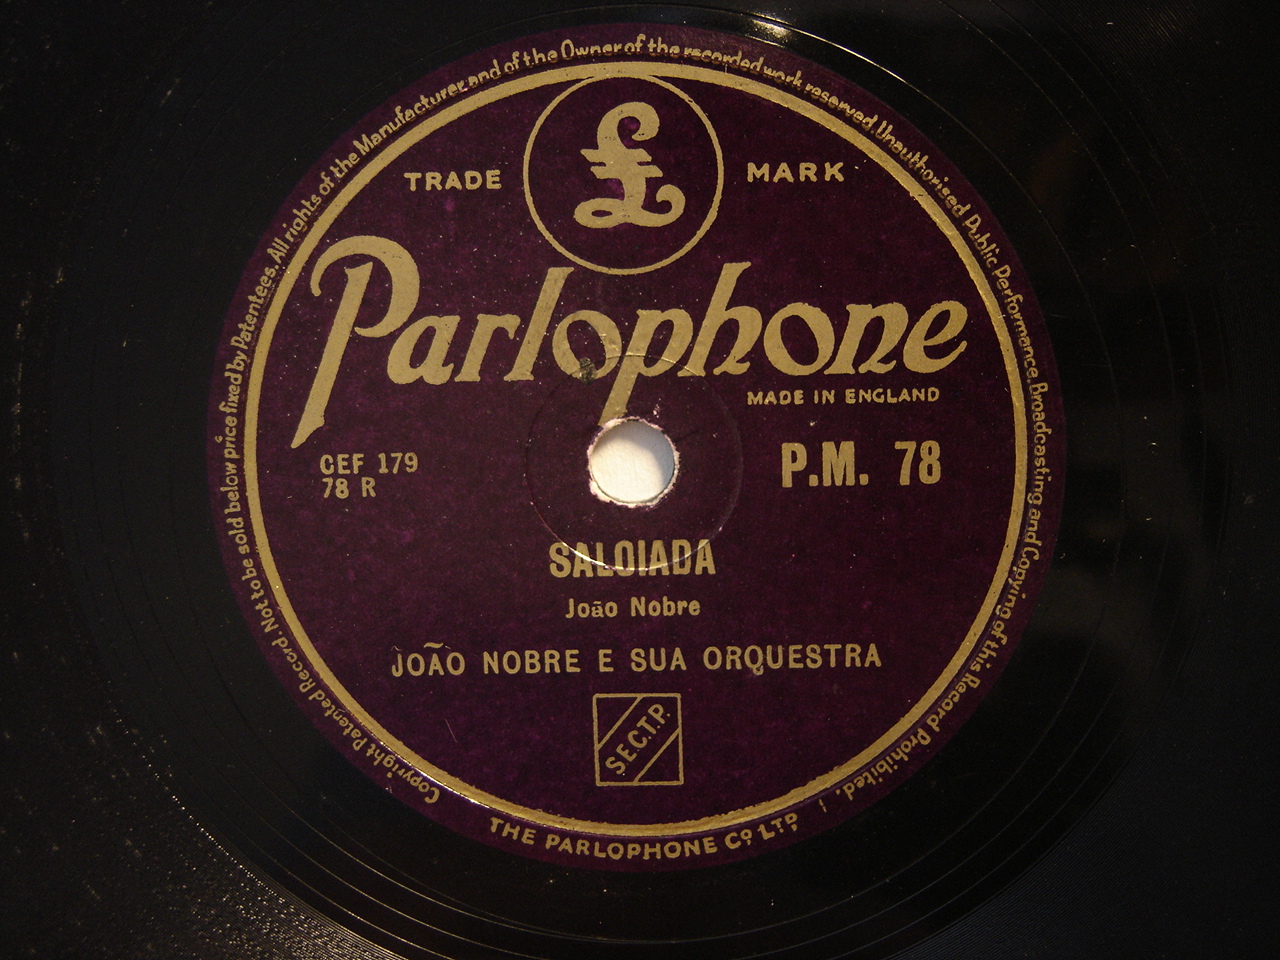 Copyright Patented Record. Not to be sold below price fixed by Patentees. All rights of the Manufacturer and of the Owner of the recorded work reserved. Unauthorised Public Performance. Broadcasting and Copying of this Record Prohibited.
£
TRADE MARK
Parlophone
MADE IN ENGLAND
CEF 179
78 R
P.M. 78
SALOIADA
João Nobre
JOÃO NOBRE E SUA ORQUESTRA
S.E.C.T.P.
THE PARLOPHONE Co LTD